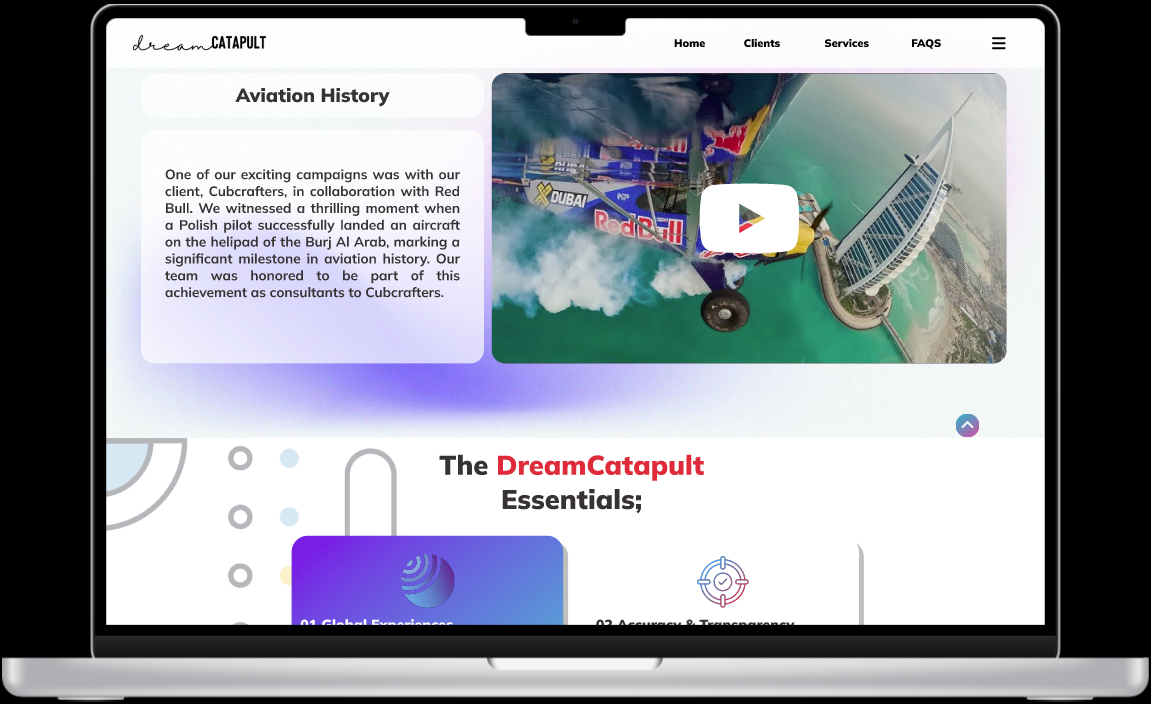 dreamCATAPULT
Home Clients Services FAQS
Aviation History
One of our exciting campaigns was with our
client, Cubcrafters, in collaboration with Red
Bull. We witnessed a thrilling moment when
a Polish pilot successfully landed an aircraft
on the helipad of the Burj Al Arab, marking a
significant milestone in aviation history. Our
team was honored to be part of this
achievement as consultants to Cubcrafters.
DUBAI
DUBAI
Red Bull
The DreamCatapult
Essentials;
01 Global Experiences
02 Accuracy & Transparency